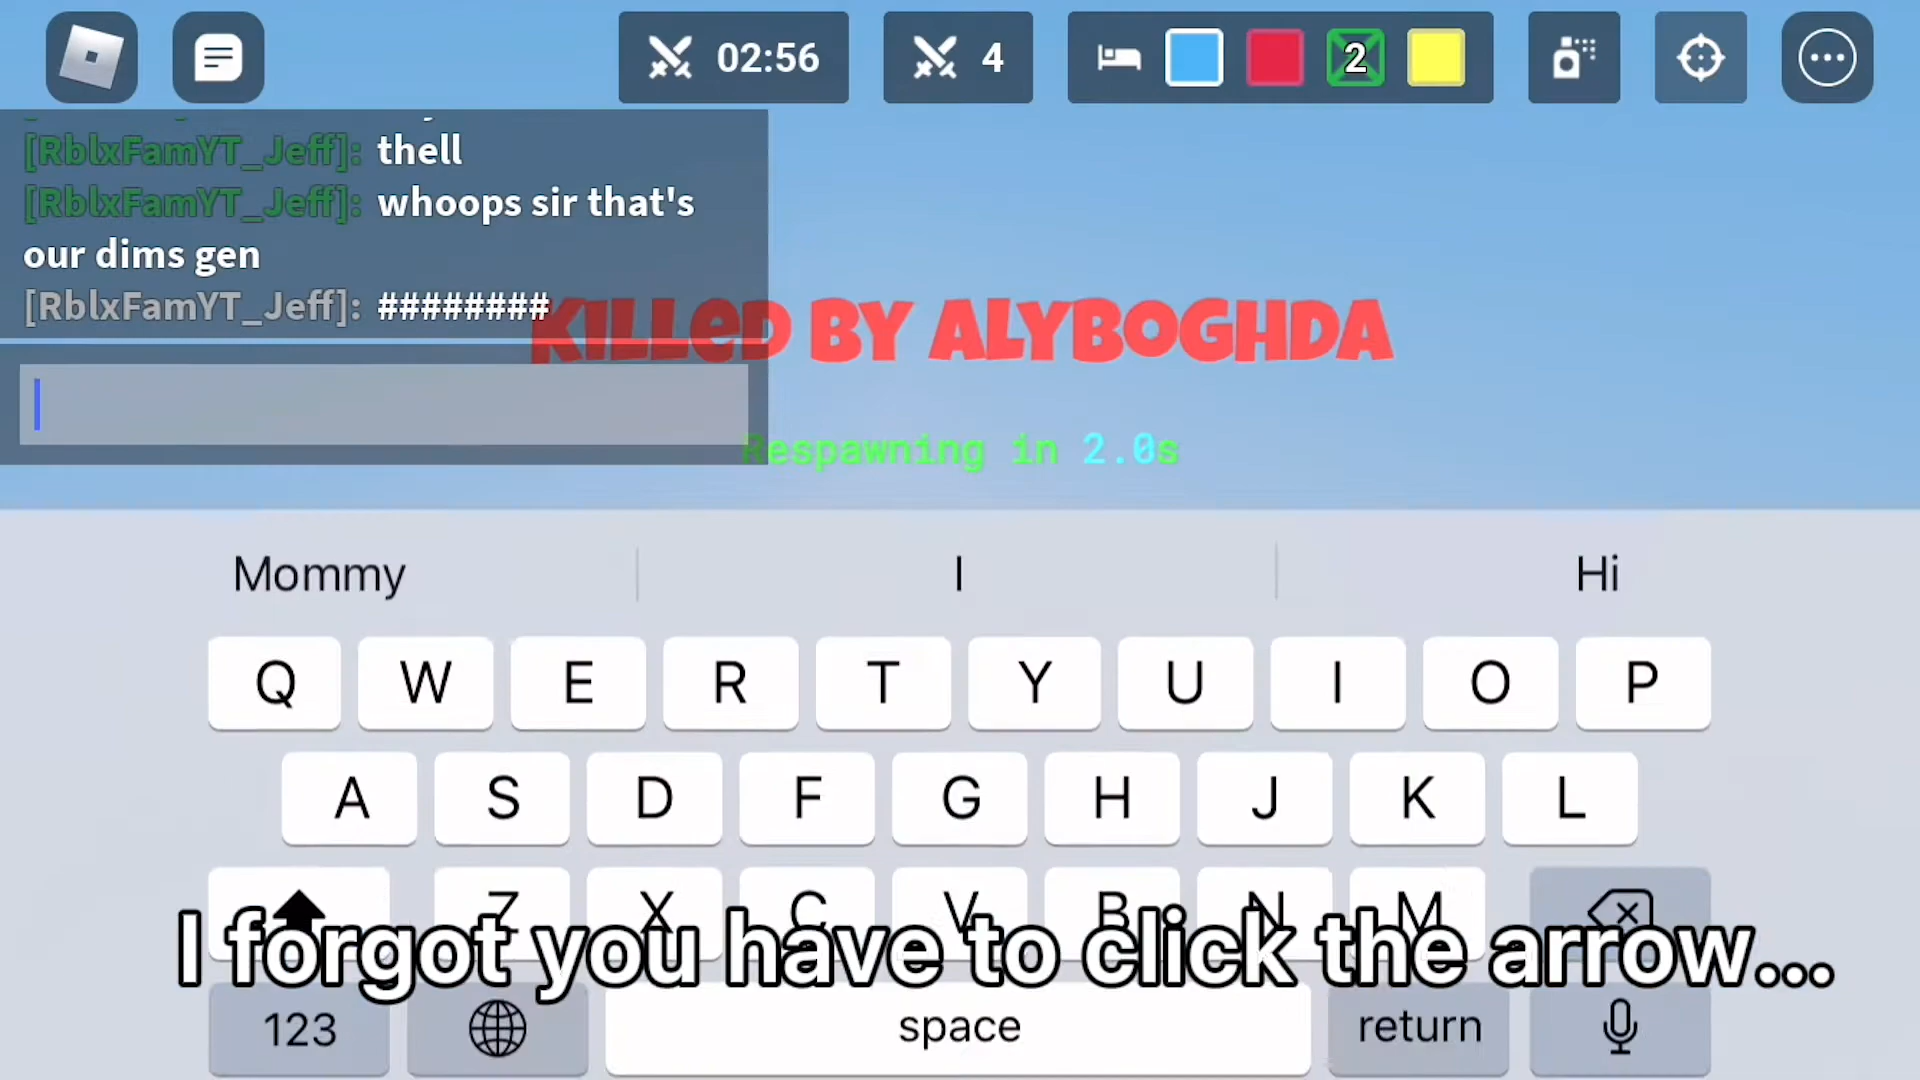 02:56
4
2
[RblxFamYT_Jeff]: thell
[RblxFamYT_Jeff]: whoops sir that's
our dims gen
[RblxFamYT_Jeff]: ########
KILLED BY ALYBOGHDA
Respawning in 2.0s
Mommy
I
Hi
Q W E R T Y U I O P
A S D F G H J K L
Z X C V B N M
I forgot you have to click the arrow...
123
space
return